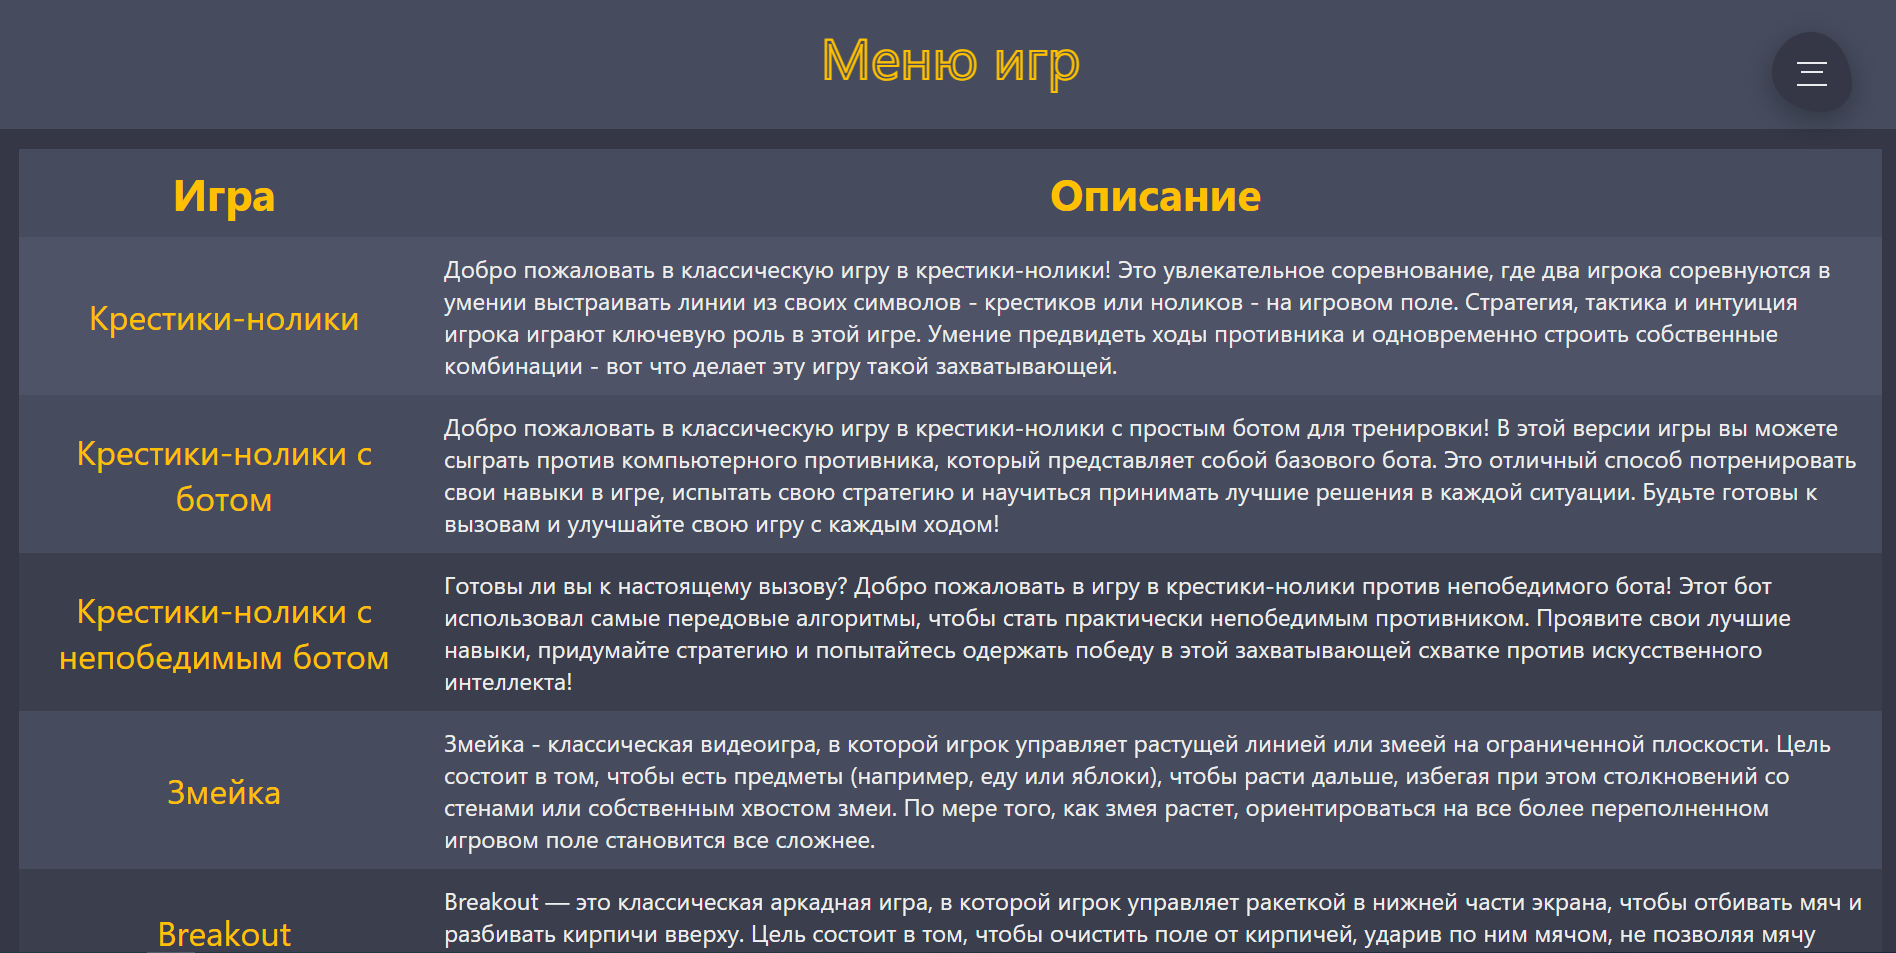 Меню игр
Игра
Описание
Крестики-нолики
Добро пожаловать в классическую игру в крестики-нолики! Это увлекательное соревнование, где два игрока соревнуются в
умении выстраивать линии из своих символов - крестиков или ноликов - на игровом поле. Стратегия, тактика и интуиция
игрока играют ключевую роль в этой игре. Умение предвидеть ходы противника и одновременно строить собственные
комбинации - вот что делает эту игру такой захватывающей.
Крестики-нолики с
ботом
Добро пожаловать в классическую игру в крестики-нолики с простым ботом для тренировки! В этой версии игры вы можете
сыграть против компьютерного противника, который представляет собой базового бота. Это отличный способ потренировать
свои навыки в игре, испытать свою стратегию и научиться принимать лучшие решения в каждой ситуации. Будьте готовы к
вызовам и улучшайте свою игру с каждым ходом!
Крестики-нолики с
непобедимым ботом
Готовы ли вы к настоящему вызову? Добро пожаловать в игру в крестики-нолики против непобедимого бота! Этот бот
использовал самые передовые алгоритмы, чтобы стать практически непобедимым противником. Проявите свои лучшие
навыки, придумайте стратегию и попытайтесь одержать победу в этой захватывающей схватке против искусственного
интеллекта!
Змейка
Змейка - классическая видеоигра, в которой игрок управляет растущей линией или змеей на ограниченной плоскости. Цель
состоит в том, чтобы есть предметы (например, еду или яблоки), чтобы расти дальше, избегая при этом столкновений со
стенами или собственным хвостом змеи. По мере того, как змея растет, ориентироваться на все более переполненном
игровом поле становится все сложнее.
Breakout
Breakout — это классическая аркадная игра, в которой игрок управляет ракеткой в нижней части экрана, чтобы отбивать мяч и
разбивать кирпичи вверху. Цель состоит в том, чтобы очистить поле от кирпичей, ударив по ним мячом, не позволяя мячу